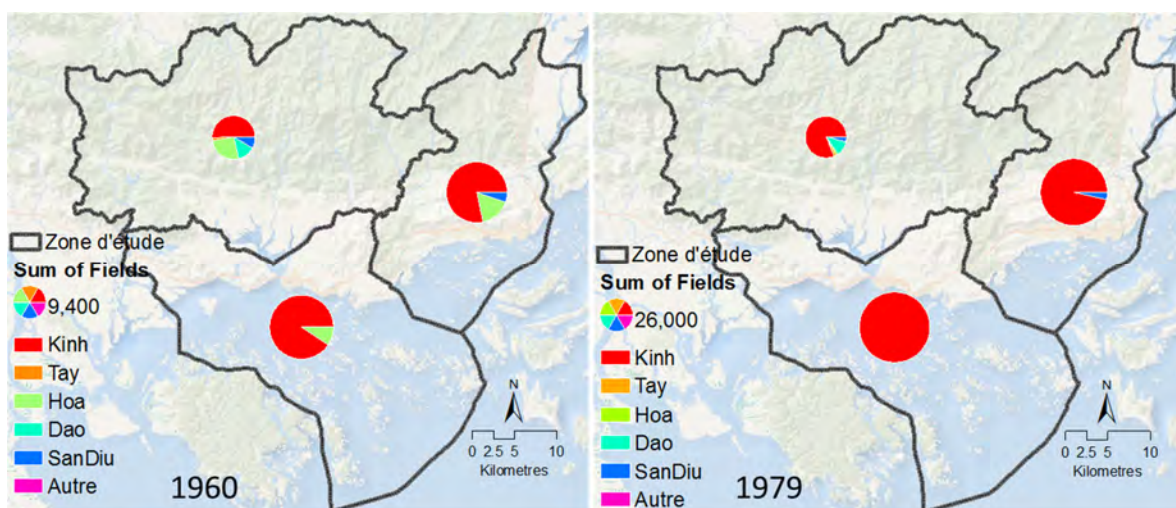 Zone d'étude
Sum of Fields
9,400
Kinh
Tay
Hoa
Dao
SanDiu
Autre
1960
N
0 2.5 5 10
Kilometres
Zone d'étude
Sum of Fields
26,000
Kinh
Tay
Hoa
Dao
SanDiu
Autre
1979
N
0 2.5 5 10
Kilometres